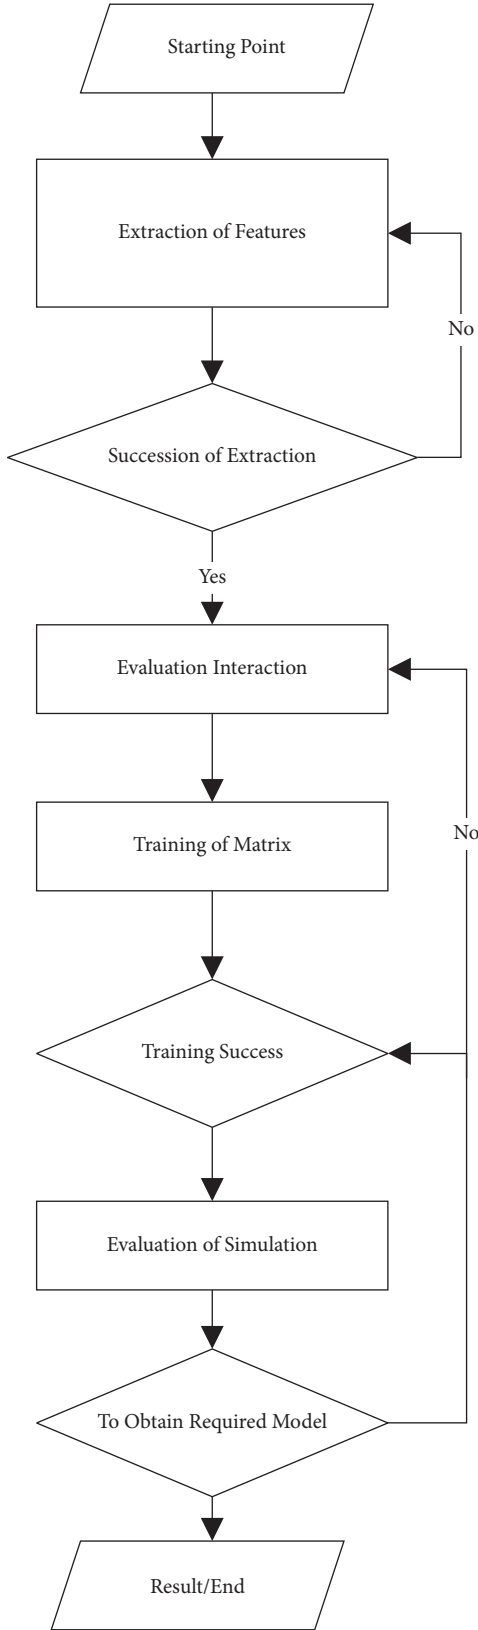 Starting Point
Extraction of Features
No
Succession of Extraction
Yes
Evaluation Interaction
No
Training of Matrix
Training Success
Evaluation of Simulation
To Obtain Required Model
Result/End